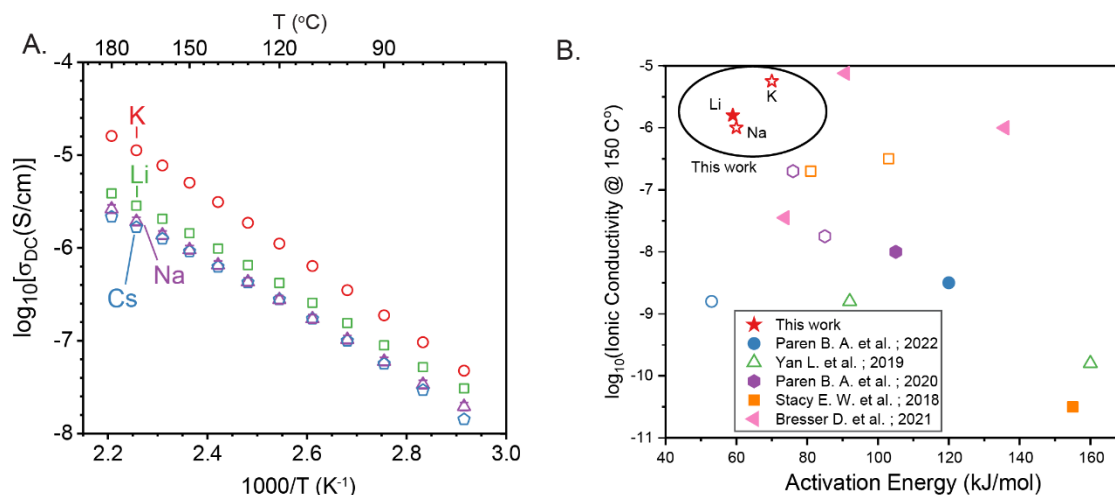 A.
T (°C)
180 150 120 90
-4
-5
-6
-7
-8
log₁₀[σDC(S/cm)]
K
Li
Na
Cs
2.2 2.4 2.6 2.8 3.0
1000/T (K⁻¹)
B.
-5
-6
-7
-8
-9
-10
-11
log₁₀(Ionic Conductivity @ 150 C°)
K
Li
Na
This work
This work
Paren B. A. et al. ; 2022
Yan L. et al. ; 2019
Paren B. A. et al. ; 2020
Stacy E. W. et al. ; 2018
Bresser D. et al. ; 2021
40 60 80 100 120 140 160
Activation Energy (kJ/mol)